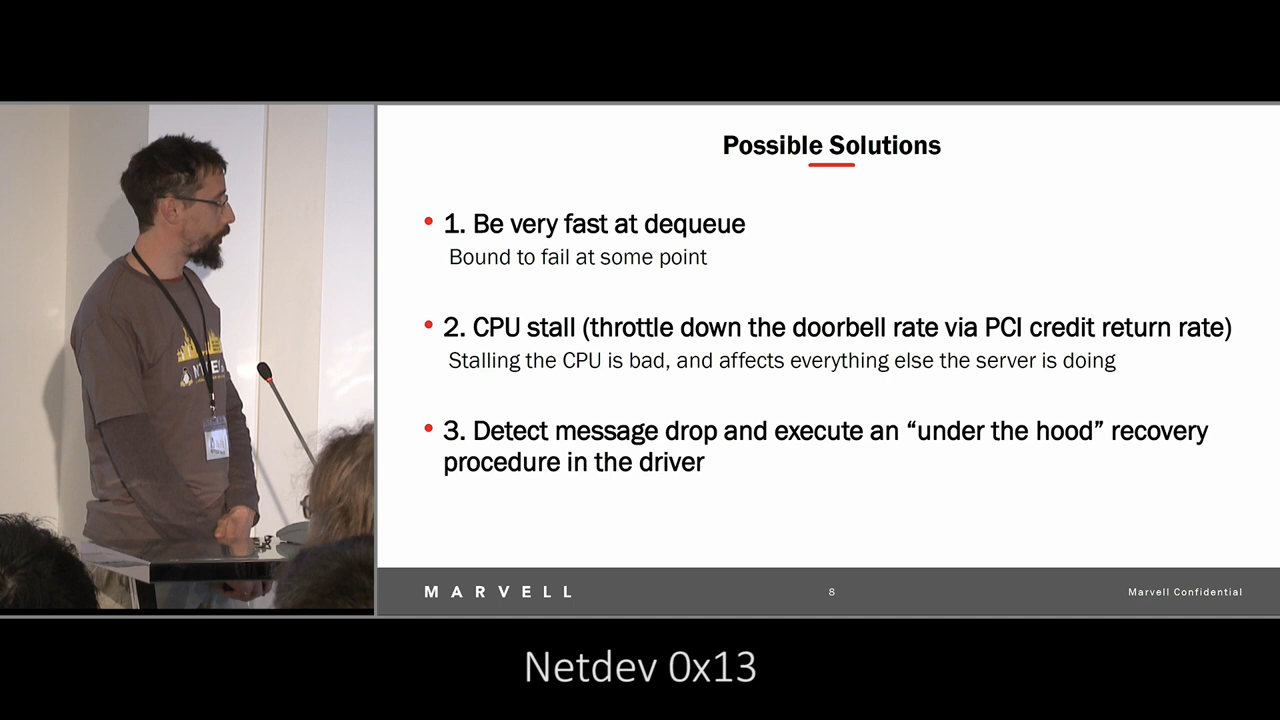 Possible Solutions
• 1. Be very fast at dequeue
Bound to fail at some point
• 2. CPU stall (throttle down the doorbell rate via PCI credit return rate)
Stalling the CPU is bad, and affects everything else the server is doing
• 3. Detect message drop and execute an “under the hood” recovery
procedure in the driver
MARVELL
8
Marvell Confidential
Netdev 0x13